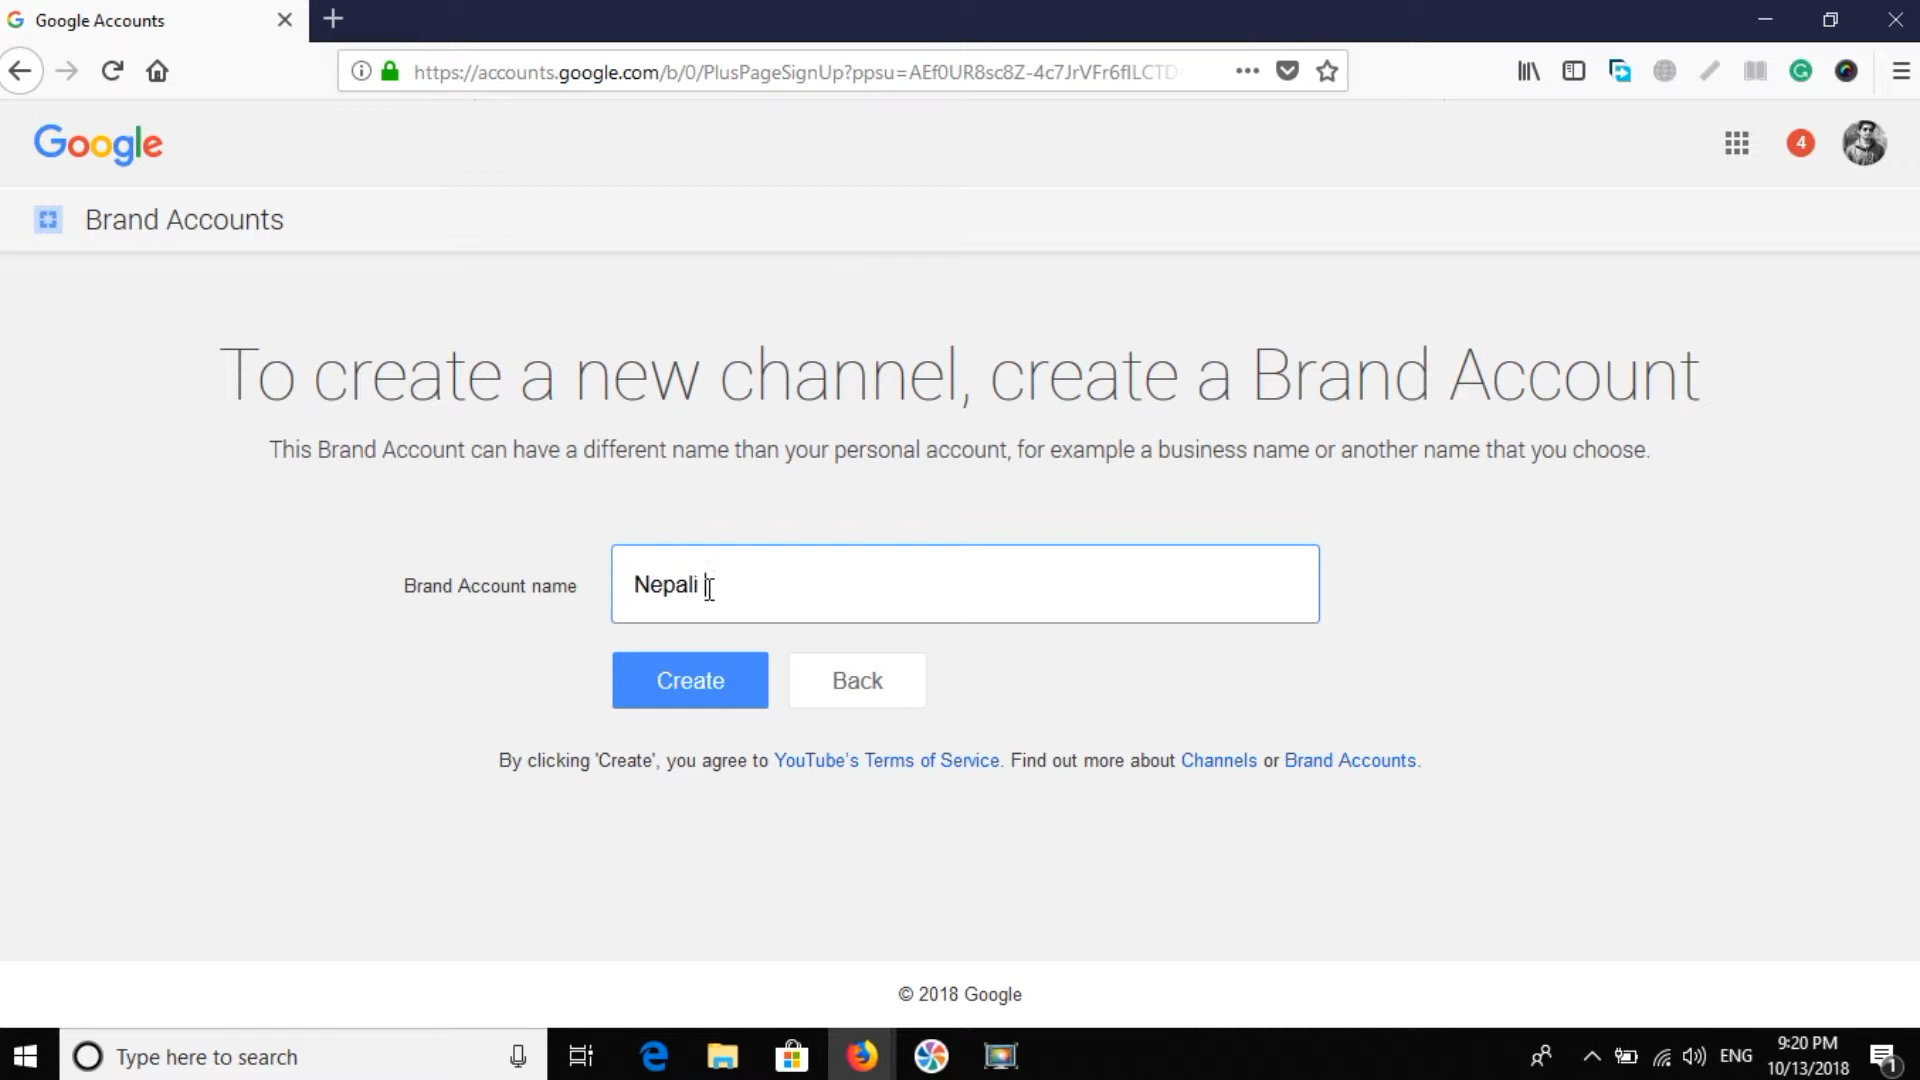 Google Accounts
https://accounts.google.com/b/0/PlusPageSignUp?ppsu=AEf0UR8sc8Z-4c7JrVFr6fILCTD
Google
4
Brand Accounts
To create a new channel, create a Brand Account
This Brand Account can have a different name than your personal account, for example a business name or another name that you choose.
Brand Account name
Nepali
Create
Back
By clicking 'Create', you agree to YouTube's Terms of Service. Find out more about Channels or Brand Accounts.
© 2018 Google
Type here to search
ENG
9:20 PM
10/13/2018
1